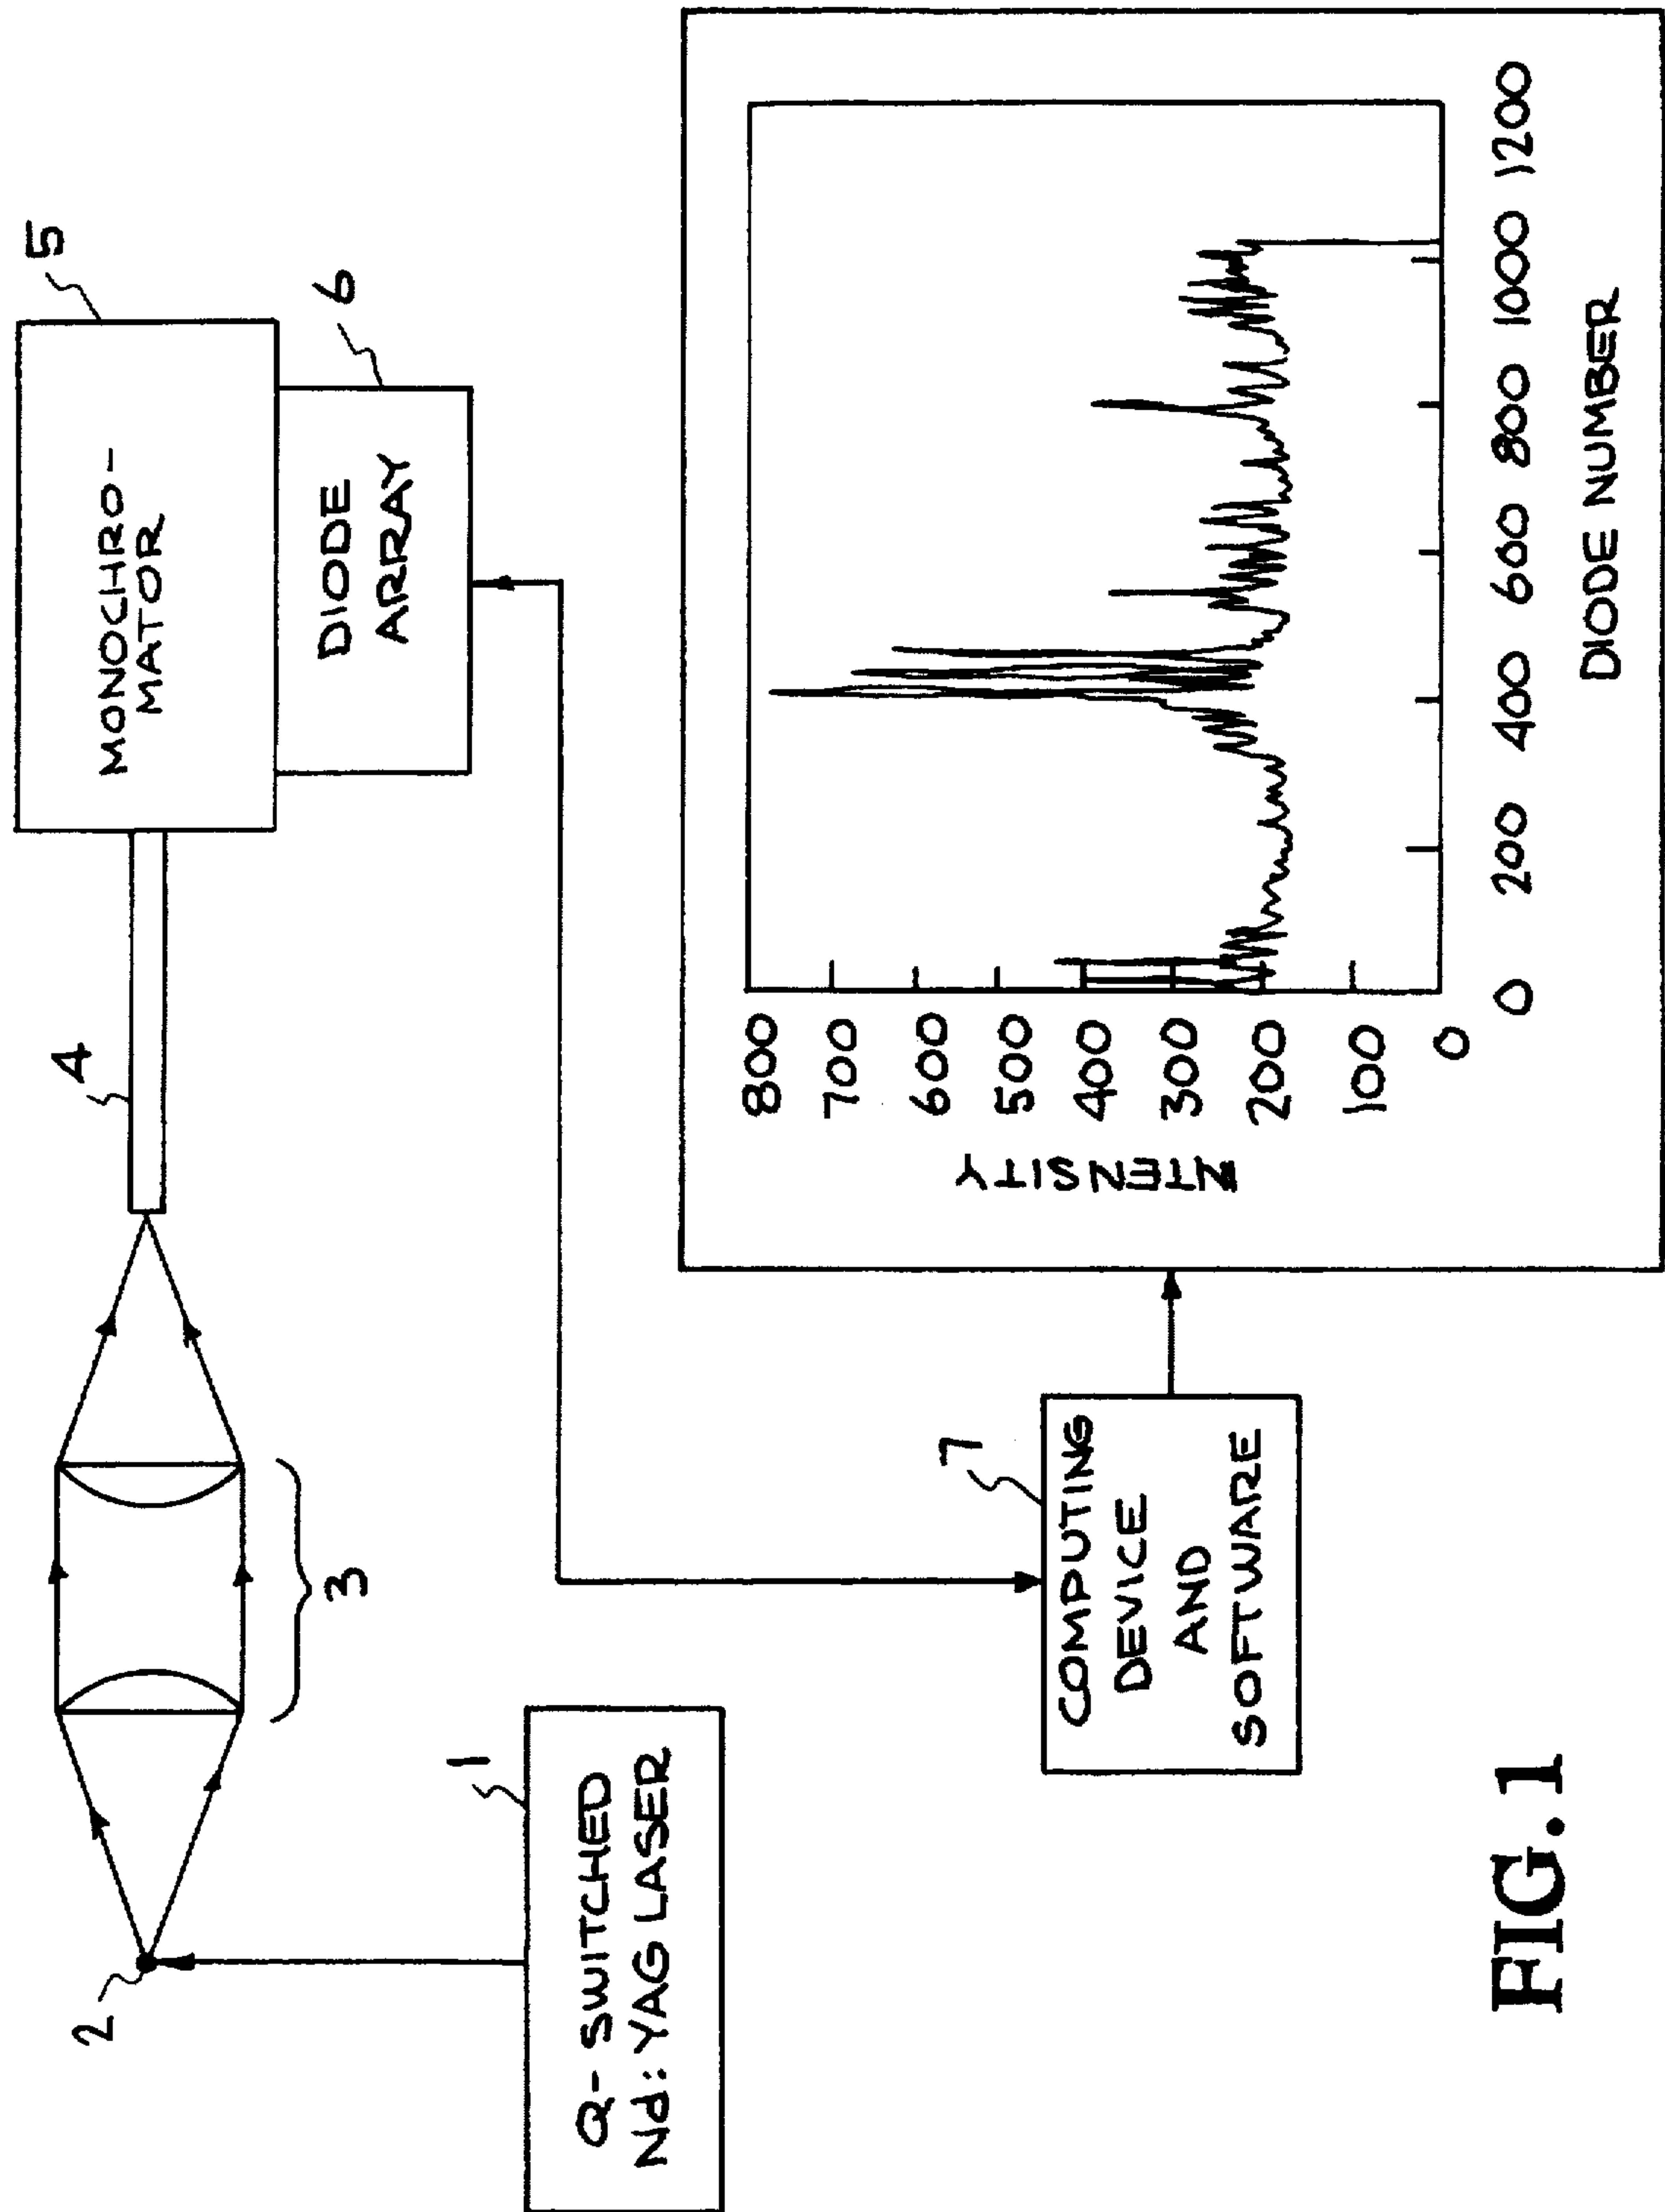 2
4
5
MONOCHRO-
MATOR
3
6
DIODE
ARRAY
1
Q-SWITCHED
Nd:YAG LASER
7
COMPUTING
DEVICE
AND
SOFTWARE
INTENSITY
800
700
600
500
400
300
200
100
0
0 200 400 600 800 1000 1200
DIODE NUMBER
FIG. 1